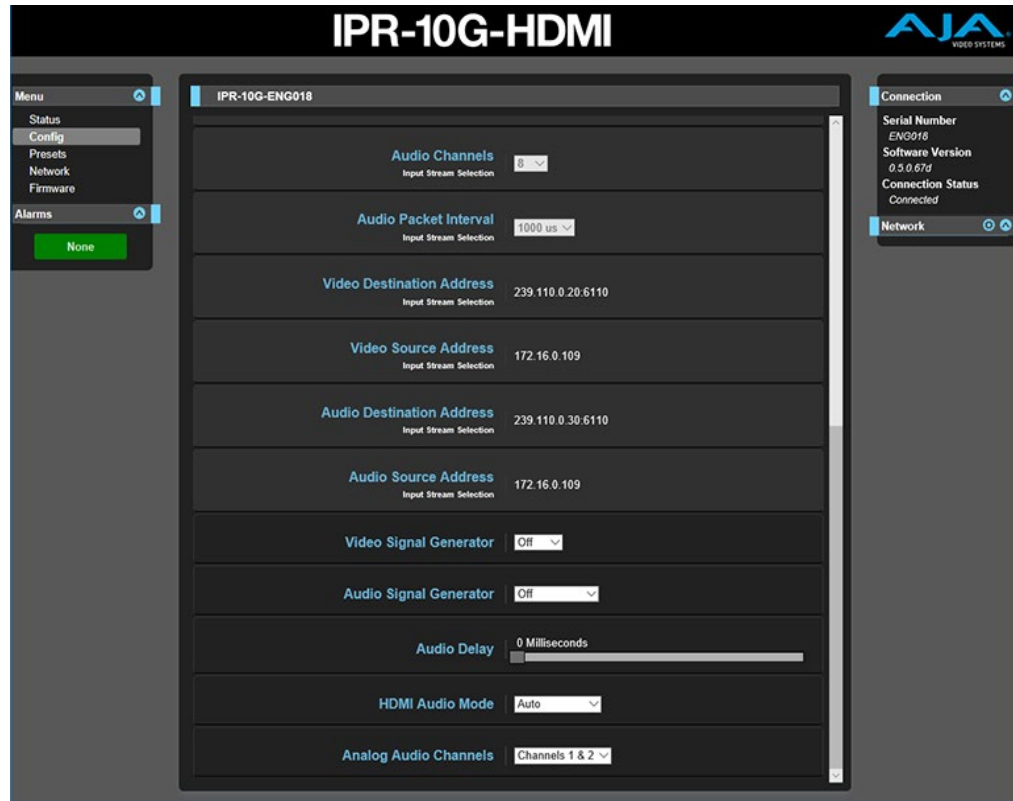 IPR-10G-HDMI
AJA
VIDEO SYSTEMS
Menu
Status
Config
Presets
Network
Firmware
Alarms
None
IPR-10G-ENG018
Audio Channels
Input Stream Selection
8
Audio Packet Interval
Input Stream Selection
1000 us
Video Destination Address
Input Stream Selection
239.110.0.20:6110
Video Source Address
Input Stream Selection
172.16.0.109
Audio Destination Address
Input Stream Selection
239.110.0.30:6110
Audio Source Address
Input Stream Selection
172.16.0.109
Video Signal Generator
Off
Audio Signal Generator
Off
Audio Delay
0 Milliseconds
HDMI Audio Mode
Auto
Analog Audio Channels
Channels 1 & 2
Connection
Serial Number
ENG018
Software Version
0.5.0.67d
Connection Status
Connected
Network